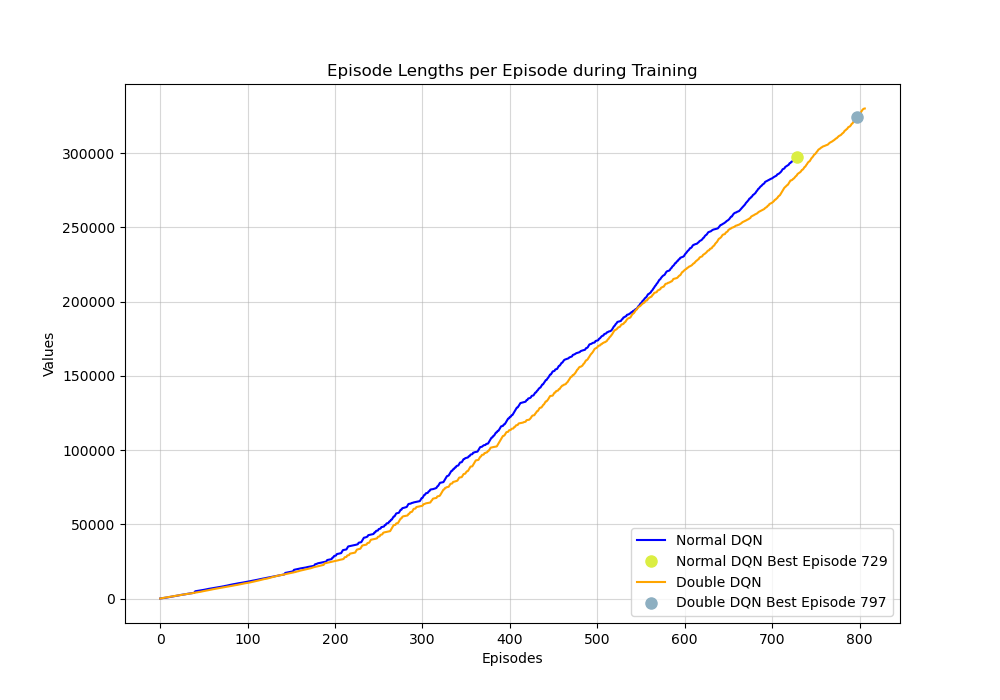 Episode Lengths per Episode during Training
Values
300000
250000
200000
150000
100000
50000
0
0 100 200 300 400 500 600 700 800
Episodes
Normal DQN
Normal DQN Best Episode 729
Double DQN
Double DQN Best Episode 797